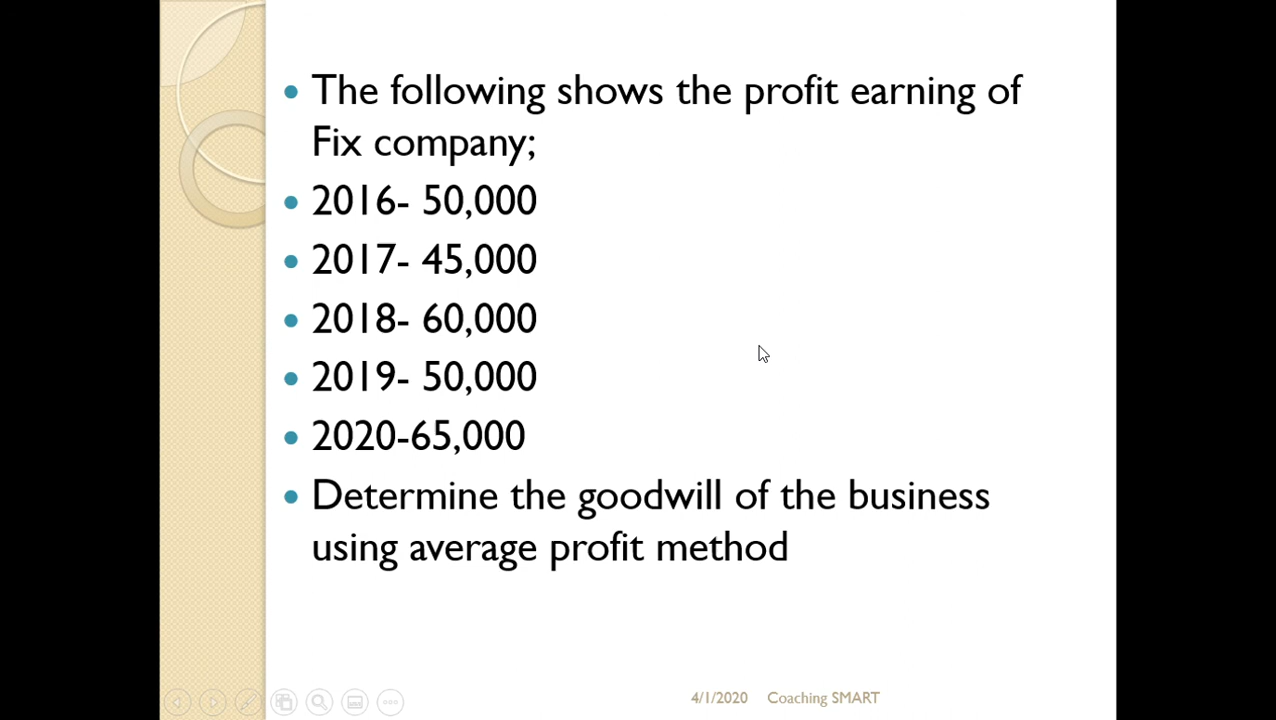 The following shows the profit earning of
Fix company;
2016- 50,000
2017- 45,000
2018- 60,000
2019- 50,000
2020-65,000
Determine the goodwill of the business
using average profit method
4/1/2020 Coaching SMART